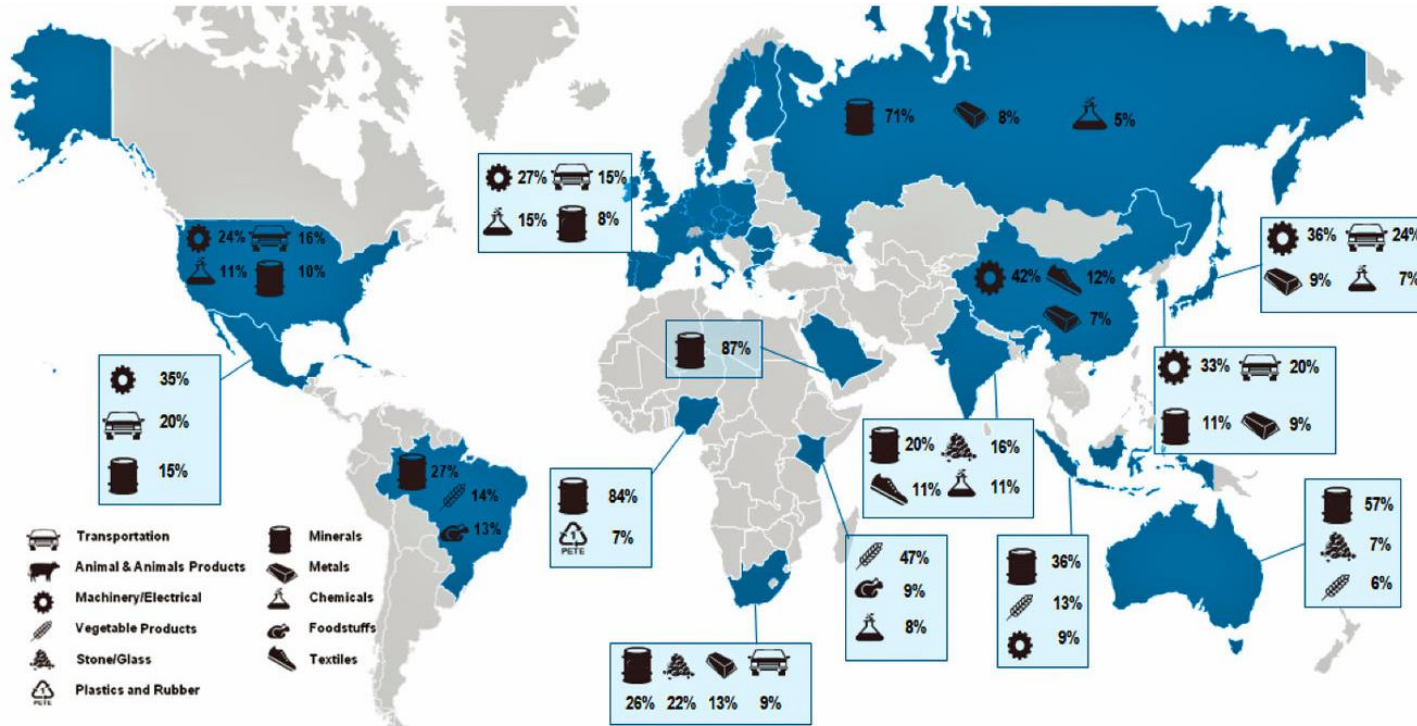 71% 8% 5%
27% 15%
15% 8%
24% 16%
11% 10%
36% 24%
9% 7%
42% 12%
7%
87%
35%
20%
15%
33% 20%
11% 9%
20% 16%
11% 11%
27%
14%
13%
84%
7%
PETE
47%
9%
8%
36%
13%
9%
57%
7%
6%
26% 22% 13% 9%
Transportation
Animal & Animals Products
Machinery/Electrical
Vegetable Products
Stone/Glass
1 Plastics and Rubber
PETE
Minerals
Metals
Chemicals
Foodstuffs
Textiles